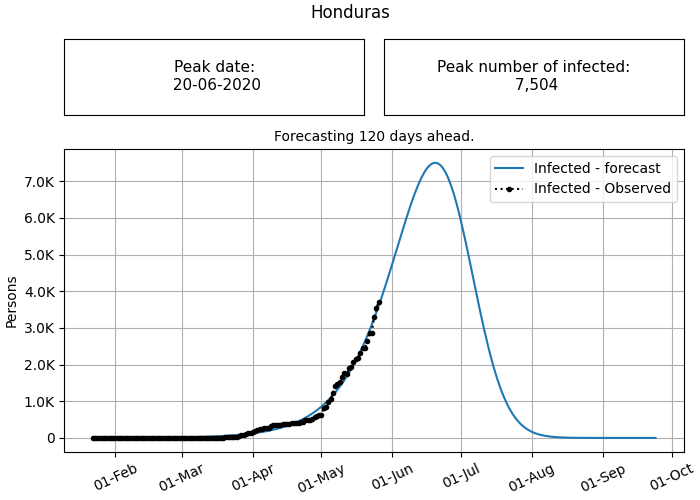 Honduras
Peak date:
20-06-2020
Peak number of infected:
7,504
Forecasting 120 days ahead.
Infected - forecast
Infected - Observed
Persons
7.0K
6.0K
5.0K
4.0K
3.0K
2.0K
1.0K
0
01-Feb
01-Mar
01-Apr
01-May
01-Jun
01-Jul
01-Aug
01-Sep
01-Oct